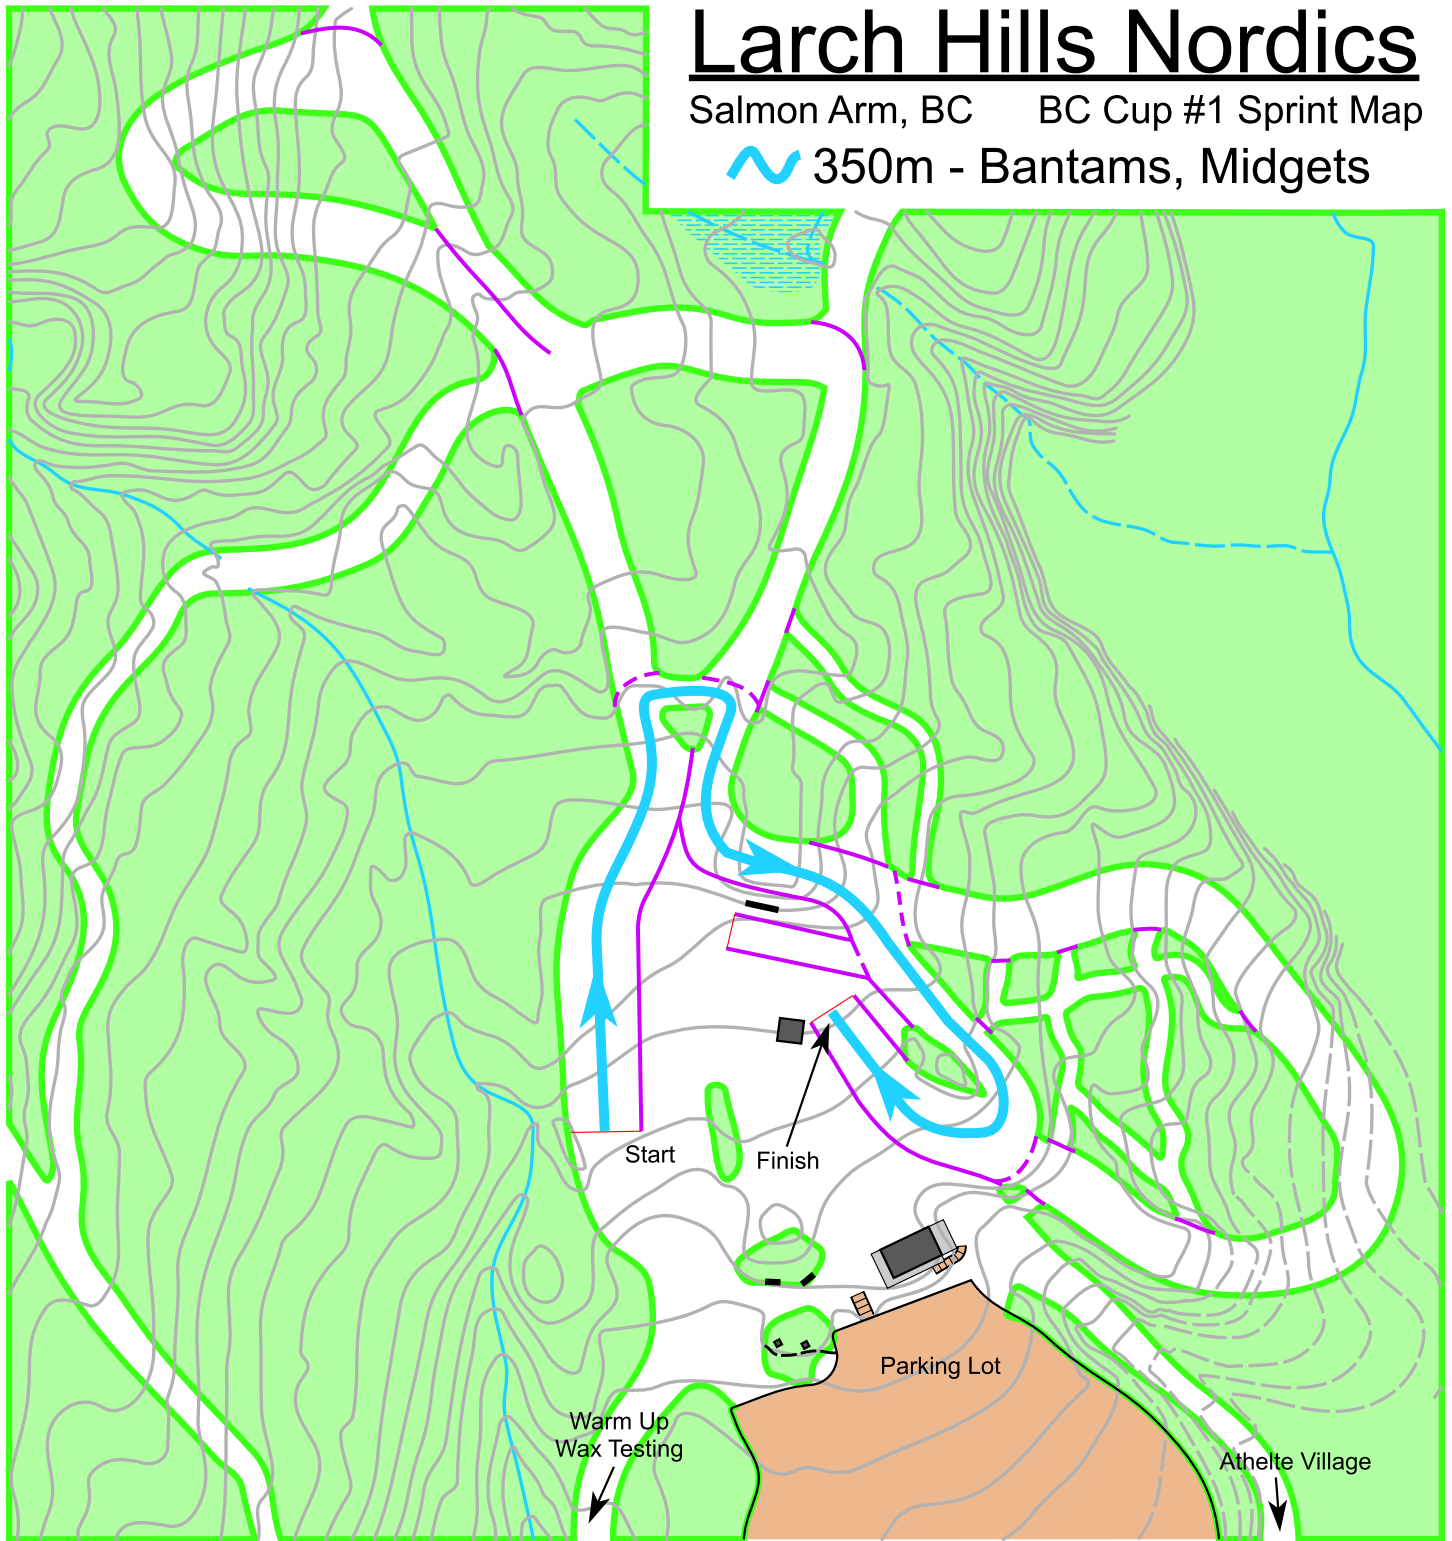 Larch Hills Nordics
Salmon Arm, BC BC Cup #1 Sprint Map
350m - Bantams, Midgets
Start
Finish
Parking Lot
Warm Up
Wax Testing
Athelte Village